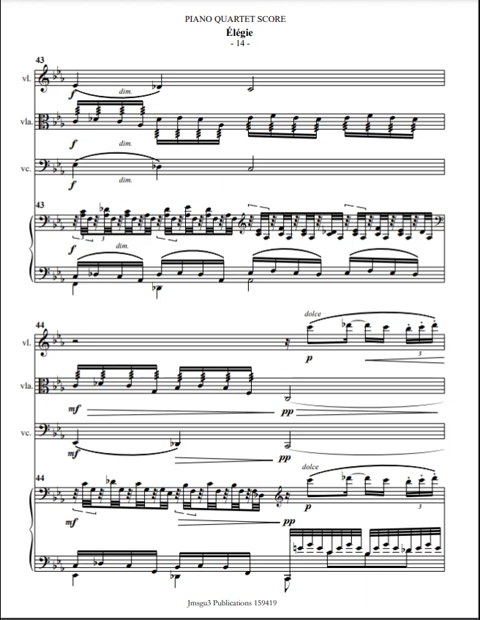 PIANO QUARTET SCORE
Élégie
- 14 -
43
vl.
f
dim.
vla.
f
dim.
vc.
f
dim.
43
3
3
f
dim.
44
dolce
vl.
p
3
vla.
mf
pp
vc.
mf
pp
44
dolce
3
mf
pp
Jmsgu3 Publications 159419